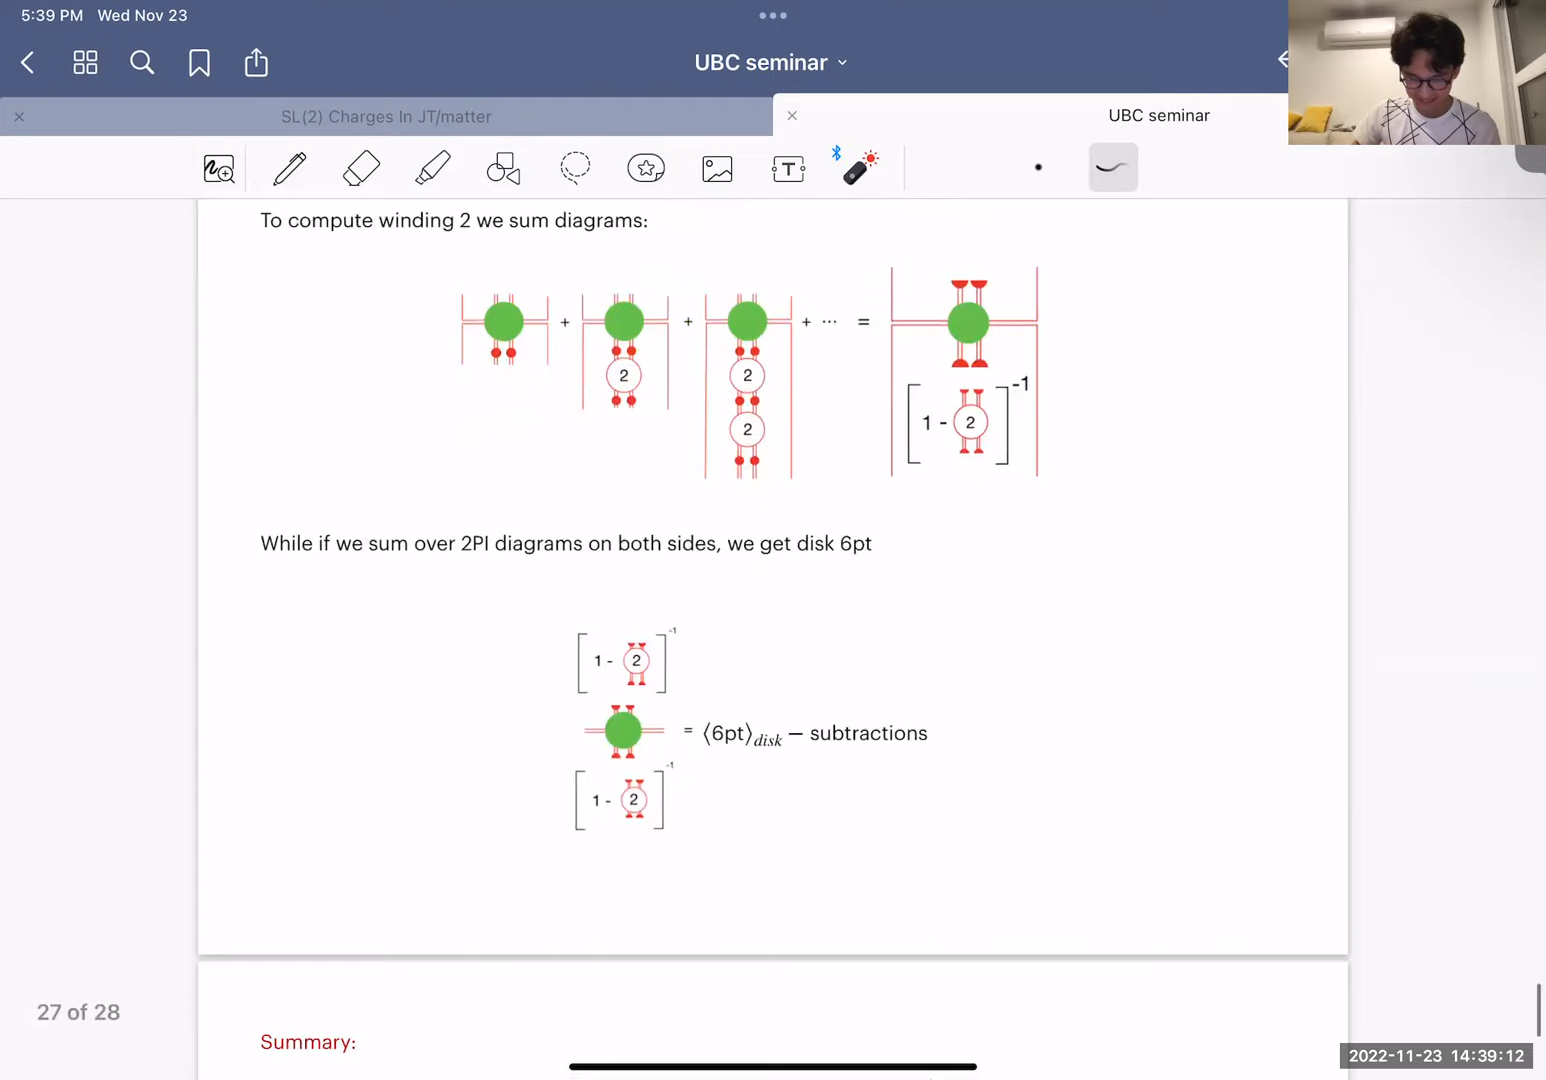 5:39 PM Wed Nov 23
UBC seminar
SL(2) Charges In JT/matter
UBC seminar
T
To compute winding 2 we sum diagrams:
+ + + ··· =
2 2
2
1 - 2 -1
While if we sum over 2PI diagrams on both sides, we get disk 6pt
1 - 2 -1
= ⟨6pt⟩disk − subtractions
1 - 2 -1
27 of 28
Summary:
2022-11-23 14:39:12